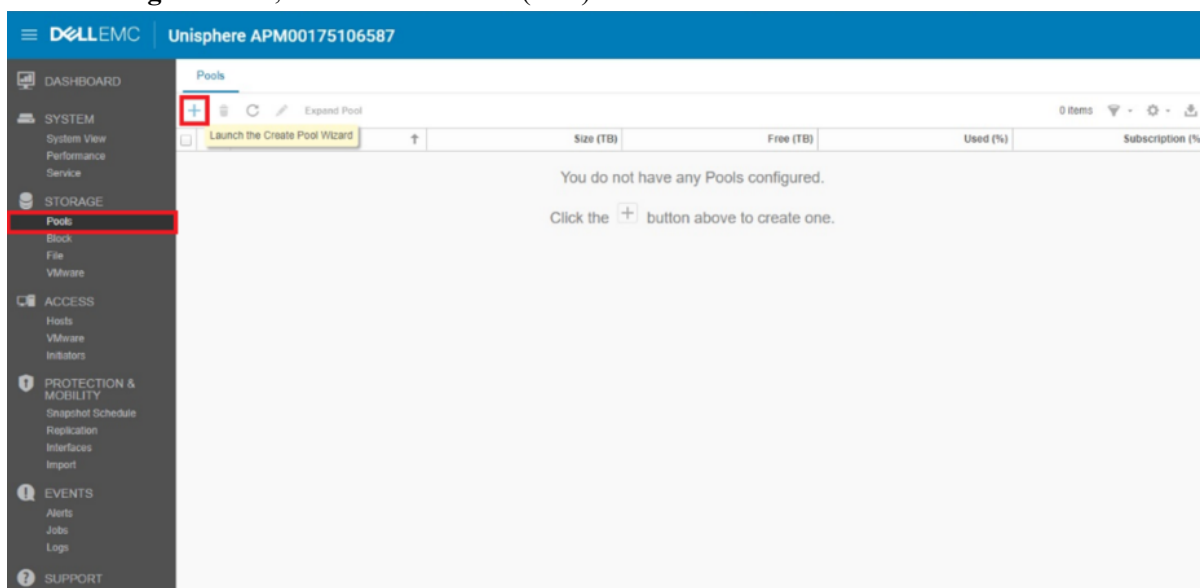 DELLEMC Unisphere APM00175106587
DASHBOARD
SYSTEM
System View
Performance
Service
STORAGE
Pools
Block
File
VMware
ACCESS
Hosts
VMware
Initiators
PROTECTION &
MOBILITY
Snapshot Schedule
Replication
Interfaces
Import
EVENTS
Alerts
Jobs
Logs
SUPPORT
Pools
Expand Pool 0 items
Launch the Create Pool Wizard
Size (TB) Free (TB) Used (%) Subscription (%
You do not have any Pools configured.
Click the + button above to create one.